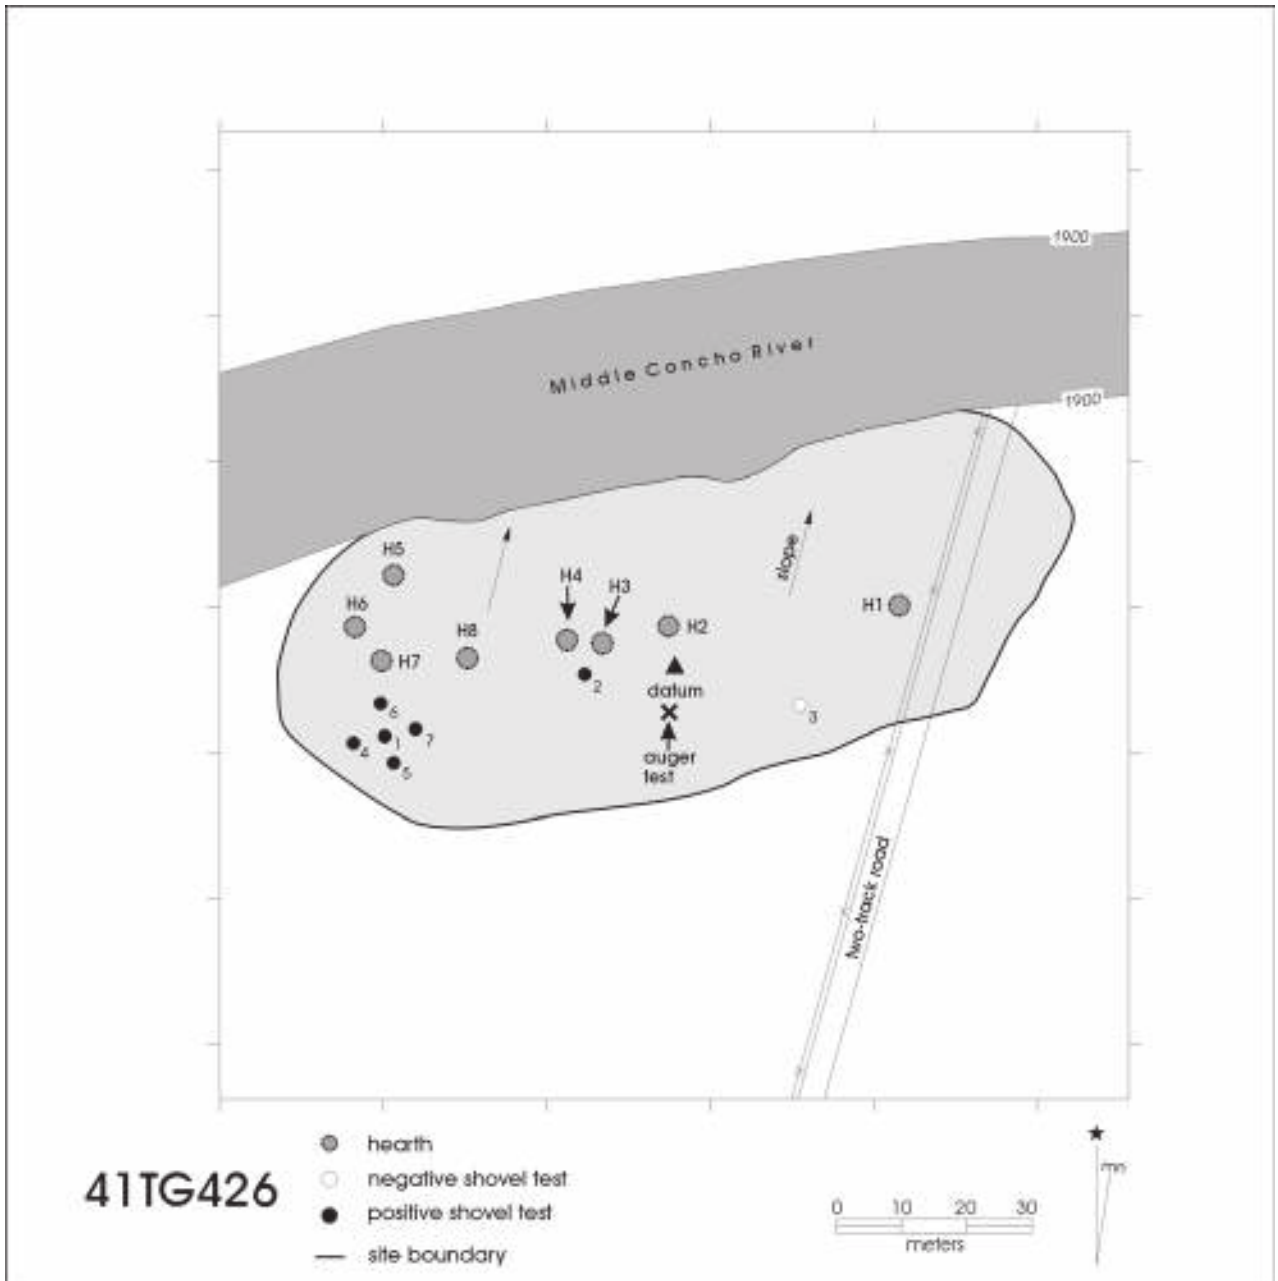 1900
Middle Concho River
1900
H5
H4
H3
slope
H6
H1
H8
H2
H7
2
datum
6
3
7
1
4
auger
test
5
two-track road
mn
hearth
negative shovel test
41TG426
positive shovel test
0 10 20 30
meters
site boundary